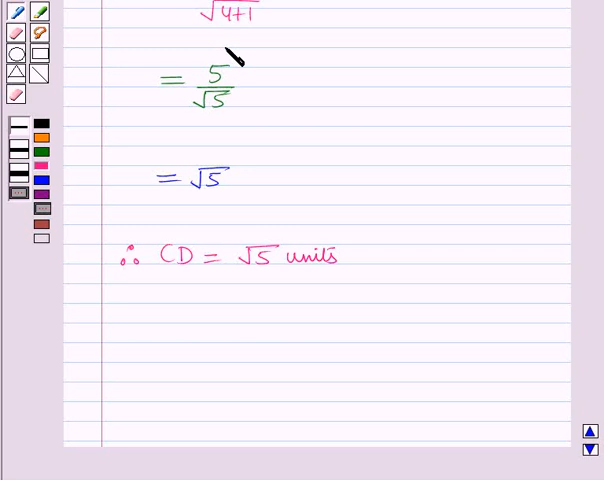 √4+1
= 5/√5
= √5
∴ CD = √5 units